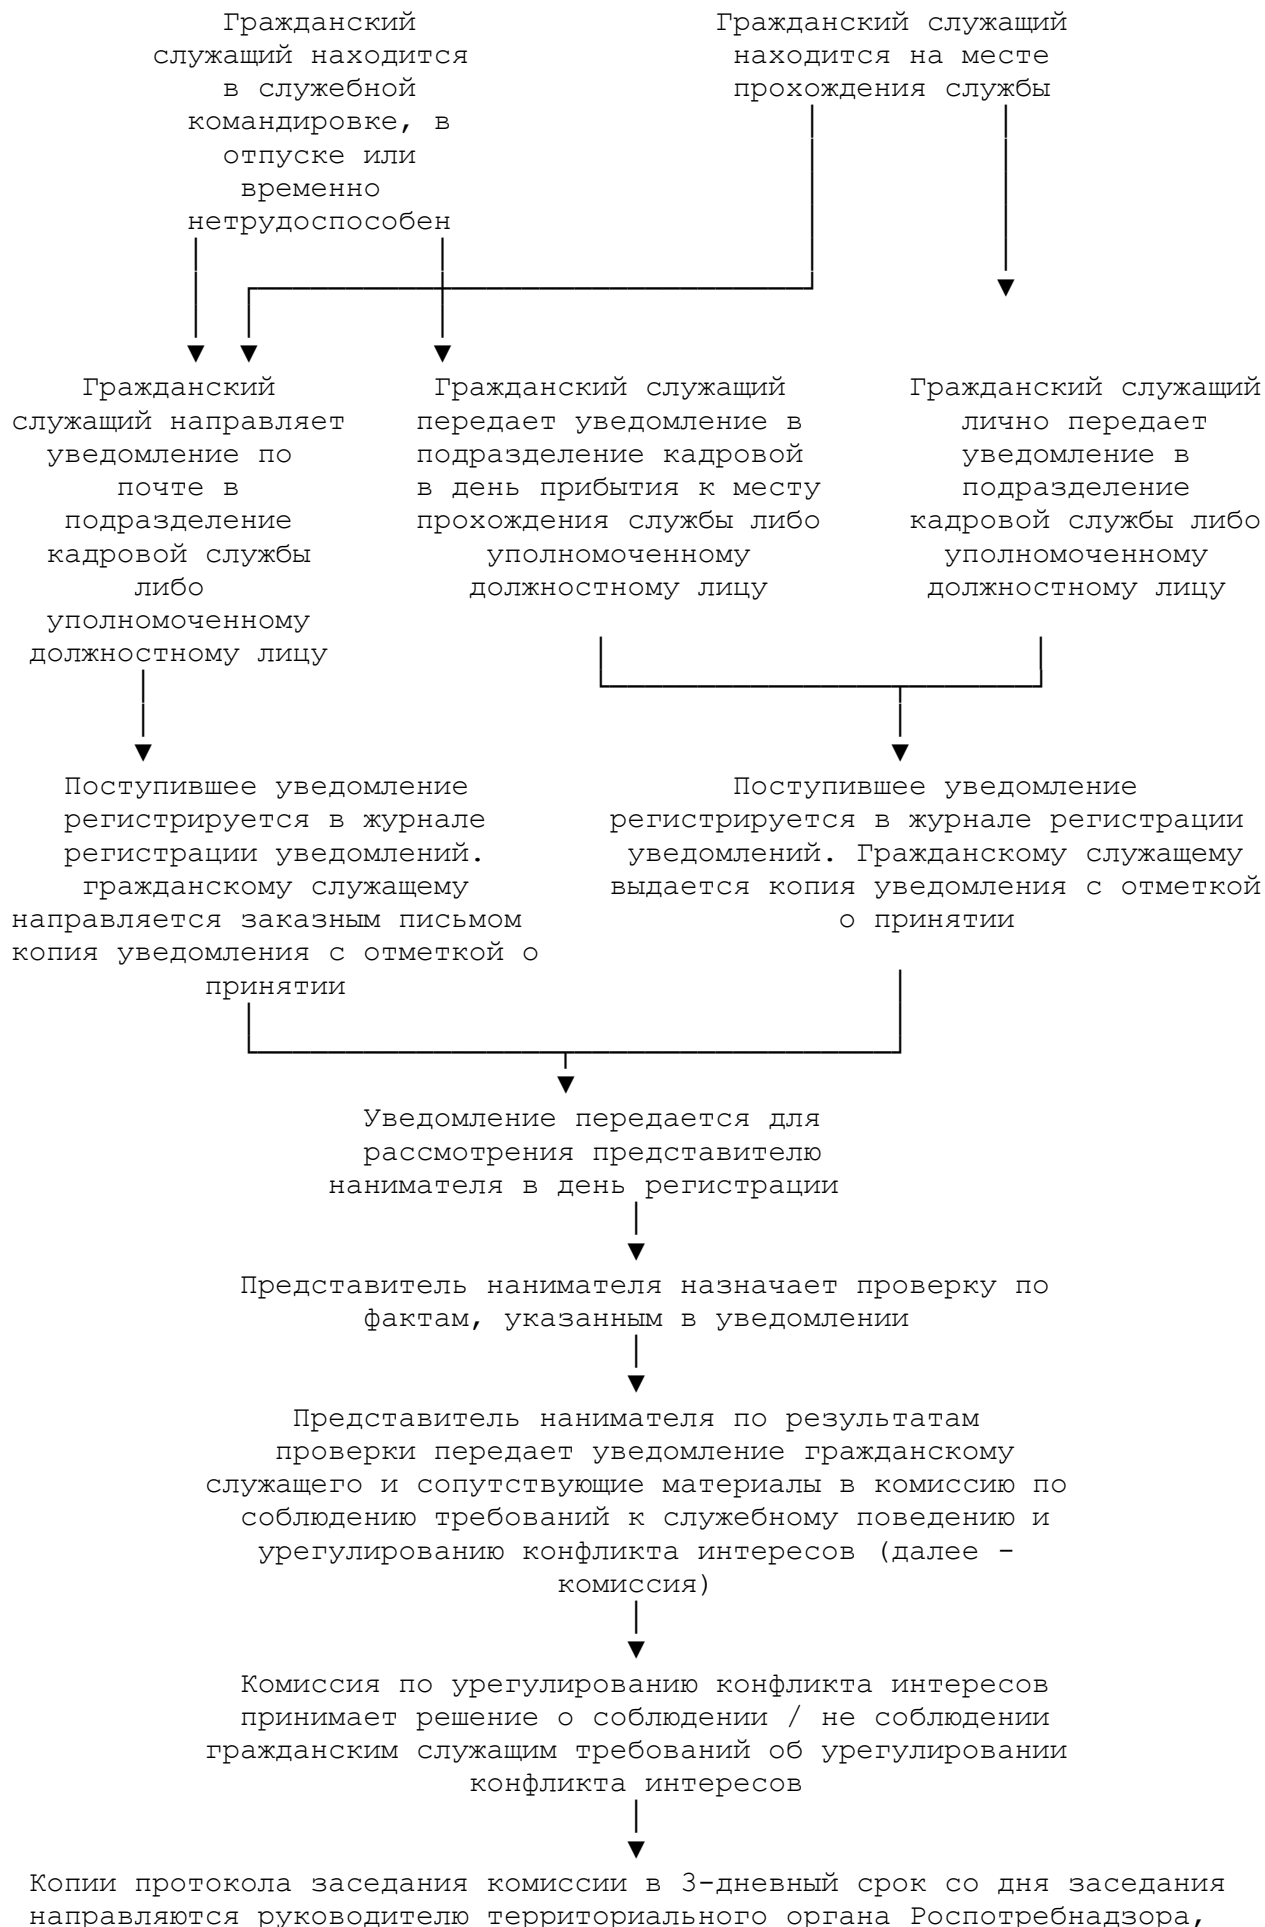 Гражданский
служащий находится
в служебной
командировке, в
отпуске или
временно
нетрудоспособен
Гражданский служащий
находится на месте
прохождения службы
Гражданский
служащий направляет
уведомление по
почте в
подразделение
кадровой службы
либо
уполномоченному
должностному лицу
Гражданский служащий
передает уведомление в
подразделение кадровой
в день прибытия к месту
прохождения службы либо
уполномоченному
должностному лицу
Гражданский служащий
лично передает
уведомление в
подразделение
кадровой службы либо
уполномоченному
должностному лицу
Поступившее уведомление
регистрируется в журнале
регистрации уведомлений.
гражданскому служащему
направляется заказным письмом
копия уведомления с отметкой о
принятии
Поступившее уведомление
регистрируется в журнале регистрации
уведомлений. Гражданскому служащему
выдается копия уведомления с отметкой
о принятии
Уведомление передается для
рассмотрения представителю
нанимателя в день регистрации
Представитель нанимателя назначает проверку по
фактам, указанным в уведомлении
Представитель нанимателя по результатам
проверки передает уведомление гражданскому
служащего и сопутствующие материалы в комиссию по
соблюдению требований к служебному поведению и
урегулированию конфликта интересов (далее -
комиссия)
Комиссия по урегулированию конфликта интересов
принимает решение о соблюдении / не соблюдении
гражданским служащим требований об урегулировании
конфликта интересов
Копии протокола заседания комиссии в 3-дневный срок со дня заседания
направляются руководителю территориального органа Роспотребнадзора,